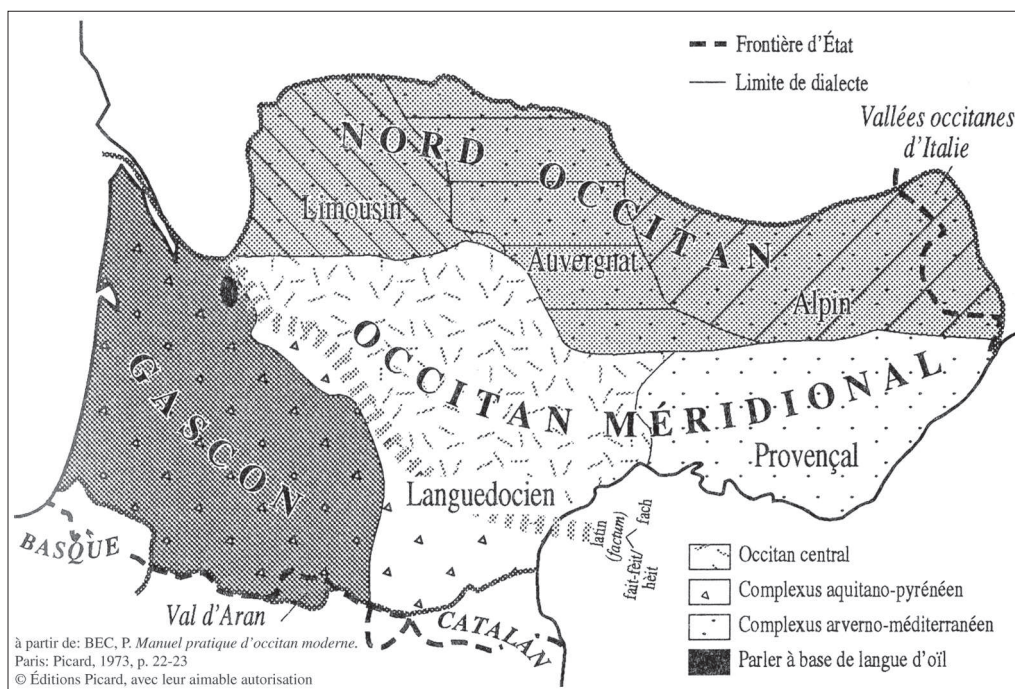 Frontière d'État
Limite de dialecte
Vallées occitanes
d'Italie
NORD OCCITAN
Limousin
Auvergnat
Alpin
OCCITAN MÉRIDIONAL
GASCON
Provençal
Languedocien
latin
(factum)
fach
fait-fèit/
hèit
BASQUE
Val d'Aran
CATALÁN
Occitan central
Complexus aquitano-pyrénéen
Complexus arverno-méditerranéen
Parler à base de langue d'oïl
à partir de: BEC, P. Manuel pratique d'occitan moderne.
Paris: Picard, 1973, p. 22-23
© Éditions Picard, avec leur aimable autorisation